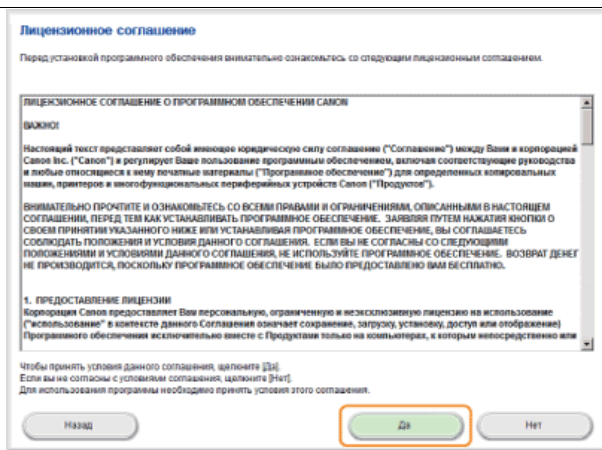 Лицензионное соглашение
Перед установкой программного обеспечения внимательно ознакомьтесь со следующим лицензионным соглашением.
ЛИЦЕНЗИОННОЕ СОГЛАШЕНИЕ О ПРОГРАММНОМ ОБЕСПЕЧЕНИИ CANON
ВАЖНО!
Настоящий текст представляет собой имеющее юридическую силу соглашение ("Соглашение") между Вами и корпорацией
Canon Inc. ("Canon") и регулирует Ваше пользование программным обеспечением, включая соответствующие руководства
и любые относящиеся к нему печатные материалы ("Программное обеспечение") для определенных копировальных
машин, принтеров и многофункциональных периферийных устройств Canon ("Продуктов").
ВНИМАТЕЛЬНО ПРОЧТИТЕ И ОЗНАКОМЬТЕСЬ СО ВСЕМИ ПРАВАМИ И ОГРАНИЧЕНИЯМИ, ОПИСАННЫМИ В НАСТОЯЩЕМ
СОГЛАШЕНИИ, ПЕРЕД ТЕМ КАК УСТАНАВЛИВАТЬ ПРОГРАММНОЕ ОБЕСПЕЧЕНИЕ. ЗАЯВЛЯЯ ПУТЕМ НАЖАТИЯ КНОПКИ О
СВОЕМ ПРИНЯТИИ УКАЗАННОГО НИЖЕ ИЛИ УСТАНАВЛИВАЯ ПРОГРАММНОЕ ОБЕСПЕЧЕНИЕ, ВЫ СОГЛАШАЕТЕСЬ
СОБЛЮДАТЬ ПОЛОЖЕНИЯ И УСЛОВИЯ ДАННОГО СОГЛАШЕНИЯ. ЕСЛИ ВЫ НЕ СОГЛАСНЫ СО СЛЕДУЮЩИМИ
ПОЛОЖЕНИЯМИ И УСЛОВИЯМИ ДАННОГО СОГЛАШЕНИЯ, НЕ ИСПОЛЬЗУЙТЕ ПРОГРАММНОЕ ОБЕСПЕЧЕНИЕ. ВОЗВРАТ ДЕНЕГ
НЕ ПРОИЗВОДИТСЯ, ПОСКОЛЬКУ ПРОГРАММНОЕ ОБЕСПЕЧЕНИЕ БЫЛО ПРЕДОСТАВЛЕНО ВАМ БЕСПЛАТНО.
1. ПРЕДОСТАВЛЕНИЕ ЛИЦЕНЗИИ
Корпорация Canon предоставляет Вам персональную, ограниченную и неэксклюзивную лицензию на использование
("использование" в контексте данного Соглашения означает сохранение, загрузку, установку, доступ или отображение)
Программного обеспечения исключительно вместе с Продуктами только на компьютерах, к которым непосредственно или
Чтобы принять условия данного соглашения, щелкните [Да].
Если вы не согласны с условиями соглашения, щелкните [Нет].
Для использования программы необходимо принять условия этого соглашения.
Назад
Да
Нет